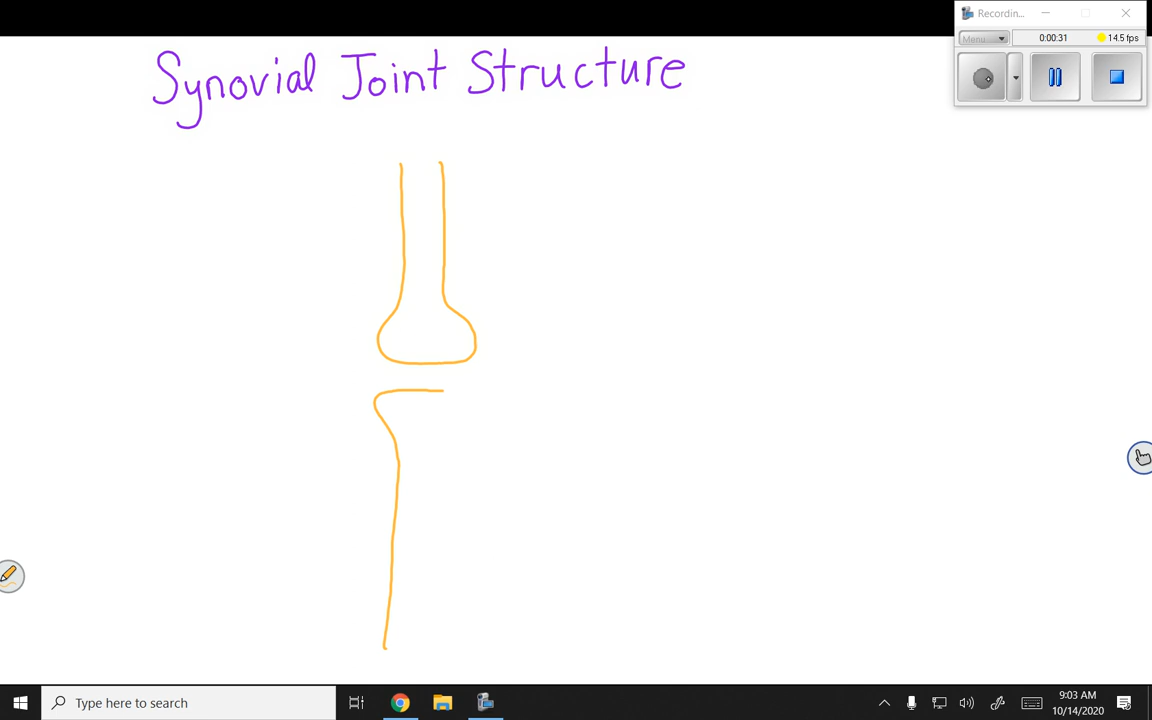 Recordin...
Menu
0:00:31
14.5 fps
Synovial Joint Structure
Type here to search
9:03 AM
10/14/2020